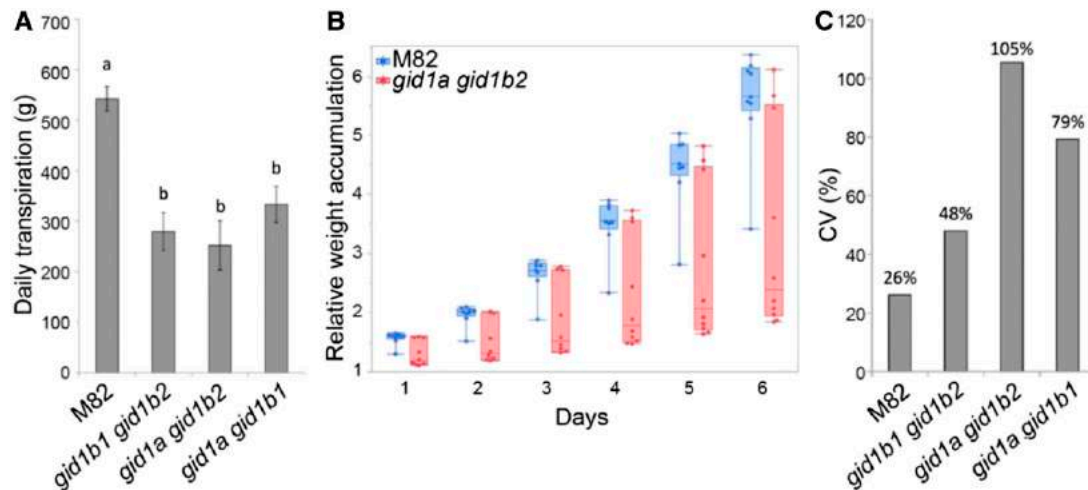 A
Daily transpiration (g)
700
600
500
400
300
200
100
0
a
b
b
b
M82
gid1b1 gid1b2
gid1a gid1b2
gid1a gid1b1
B
M82
gid1a gid1b2
Relative weight accumulation
6
5
4
3
2
1
1 2 3 4 5 6
Days
C
CV (%)
120
100
80
60
40
20
0
26%
48%
105%
79%
M82
gid1b1 gid1b2
gid1a gid1b2
gid1a gid1b1